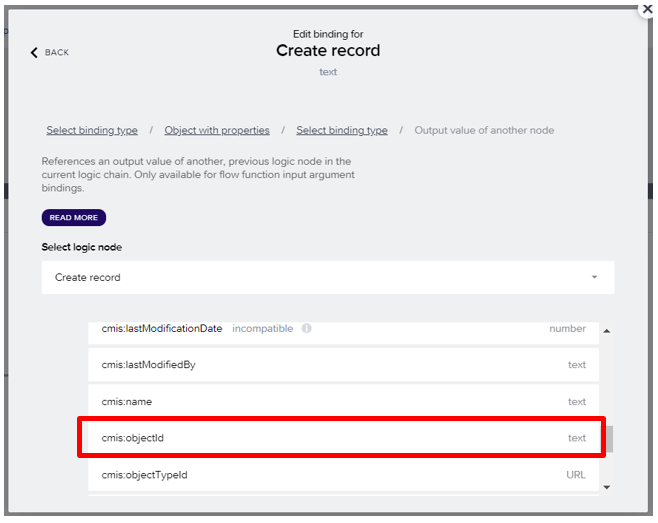 Edit binding for
BACK
Create record
text
Select binding type / Object with properties / Select binding type / Output value of another node
References an output value of another, previous logic node in the
current logic chain. Only available for flow function input argument
bindings.
READ MORE
Select logic node
Create record
cmis:lastModificationDate incompatible number
cmis:lastModifiedBy text
cmis:name text
cmis:objectId text
cmis:objectTypeId URL